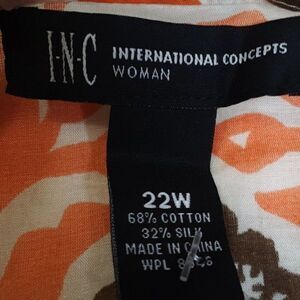 I·N·C INTERNATIONAL CONCEPTS
WOMAN
22W
68% COTTON
32% SILK
MADE IN CHINA
WPL